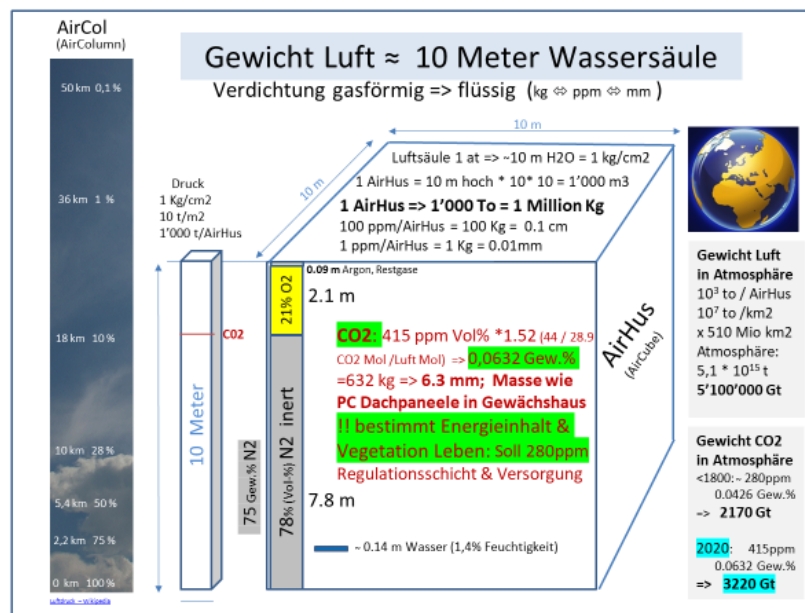 AirCol
(AirColumn)
50 km 0,1 %
36 km 1 %
18 km 10 %
10 km 28 %
5,4 km 50 %
2,2 km 75 %
0 km 100 %
Luftdruck – Wikipedia
Gewicht Luft ≈ 10 Meter Wassersäule
Verdichtung gasförmig => flüssig (kg ⇔ ppm ⇔ mm )
10 m
10 m
Luftsäule 1 at => ~10 m H2O = 1 kg/cm2
1 AirHus = 10 m hoch * 10* 10 = 1'000 m3
1 AirHus => 1'000 To = 1 Million Kg
100 ppm/AirHus = 100 Kg = 0.1 cm
1 ppm/AirHus = 1 Kg = 0.01mm
Druck
1 Kg/cm2
10 t/m2
1'000 t/AirHus
C02
10 Meter
75 Gew.% N2
0.09 m Argon, Restgase
21% O2
2.1 m
78% (Vol-%) N2 inert
7.8 m
CO2: 415 ppm Vol% *1.52 (44 / 28.9
CO2 Mol /Luft Mol) => 0,0632 Gew.%
=632 kg => 6.3 mm; Masse wie
PC Dachpaneele in Gewächshaus
!! bestimmt Energieinhalt &
Vegetation Leben: Soll 280ppm
Regulationsschicht & Versorgung
~ 0.14 m Wasser (1,4% Feuchtigkeit)
AirHus
(AirCube)
Gewicht Luft
in Atmosphäre
10³ to / AirHus
10⁷ to /km2
x 510 Mio km2
Atmosphäre:
5,1 * 10¹⁵ t
5'100'000 Gt
Gewicht CO2
in Atmosphäre
<1800:~ 280ppm
0.0426 Gew.%
=> 2170 Gt
2020: 415ppm
0.0632 Gew.%
=> 3220 Gt